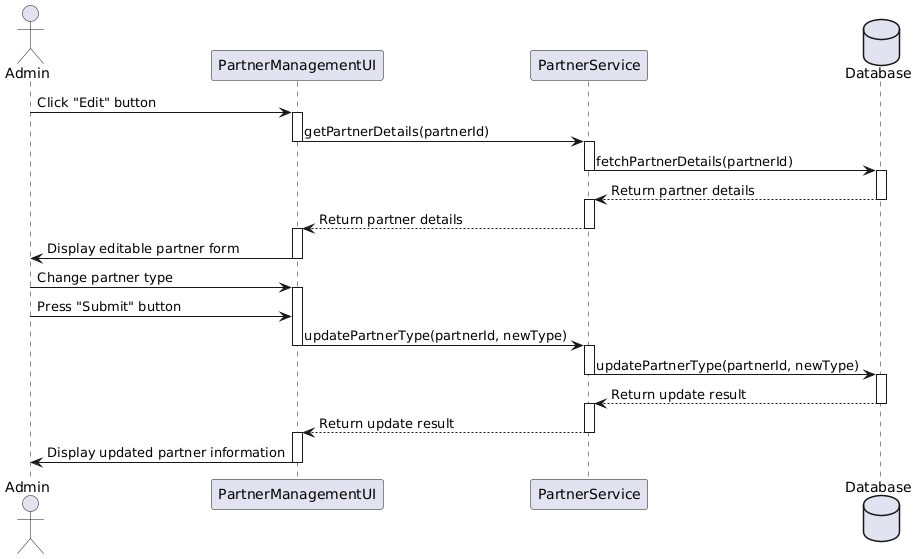 Admin
PartnerManagementUI
PartnerService
Database
Click "Edit" button
getPartnerDetails(partnerId)
fetchPartnerDetails(partnerId)
Return partner details
Return partner details
Display editable partner form
Change partner type
Press "Submit" button
updatePartnerType(partnerId, newType)
updatePartnerType(partnerId, newType)
Return update result
Return update result
Display updated partner information
Admin
PartnerManagementUI
PartnerService
Database